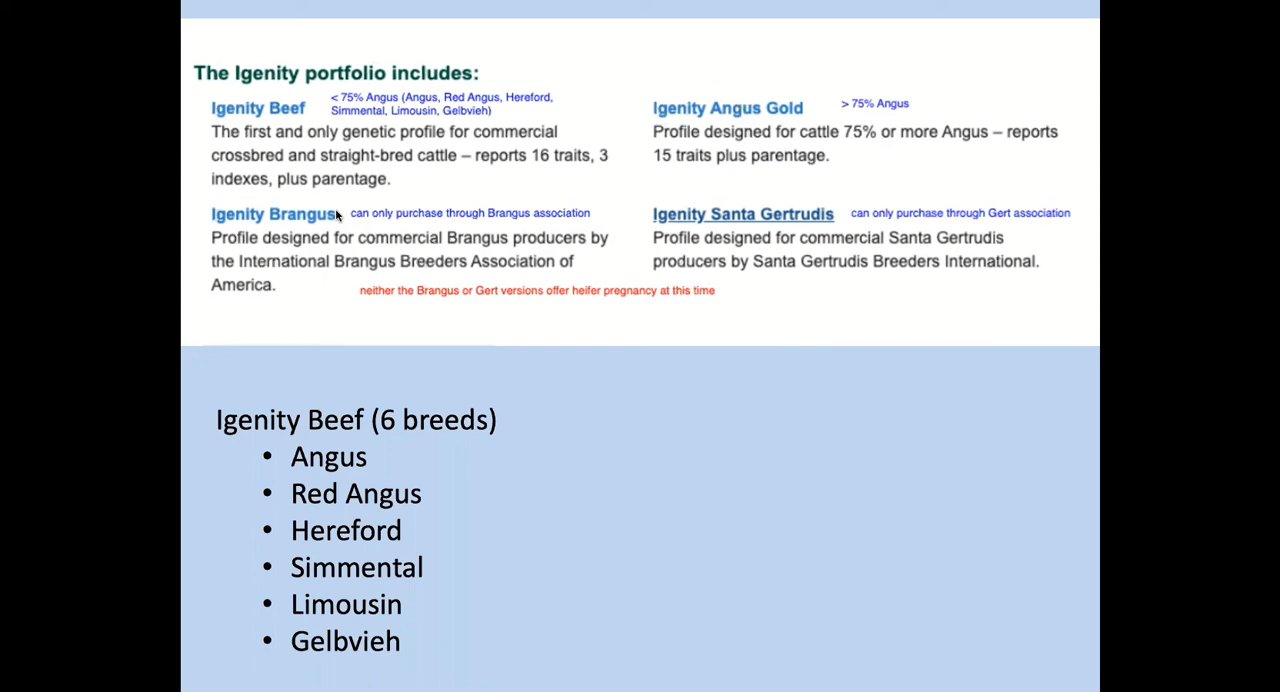 The Igenity portfolio includes:
Igenity Beef
< 75% Angus (Angus, Red Angus, Hereford,
Simmental, Limousin, Gelbvieh)
The first and only genetic profile for commercial
crossbred and straight-bred cattle – reports 16 traits, 3
indexes, plus parentage.
Igenity Angus Gold
> 75% Angus
Profile designed for cattle 75% or more Angus – reports
15 traits plus parentage.
Igenity Brangus
can only purchase through Brangus association
Profile designed for commercial Brangus producers by
the International Brangus Breeders Association of
America.
Igenity Santa Gertrudis
can only purchase through Gert association
Profile designed for commercial Santa Gertrudis
producers by Santa Gertrudis Breeders International.
neither the Brangus or Gert versions offer heifer pregnancy at this time
Igenity Beef (6 breeds)
• Angus
• Red Angus
• Hereford
• Simmental
• Limousin
• Gelbvieh